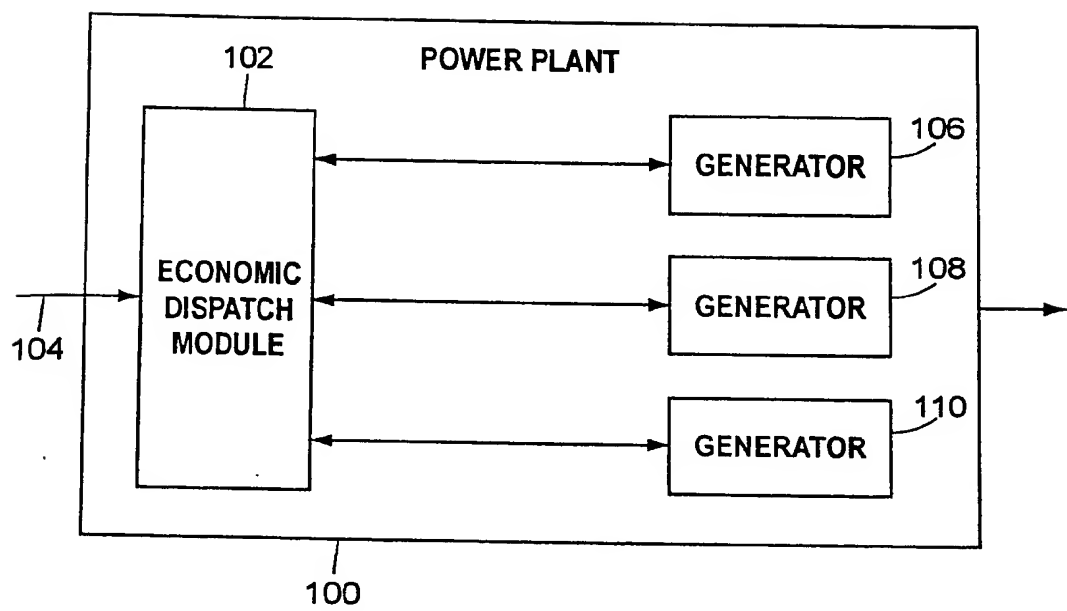 POWER PLANT
102
106
GENERATOR
108
ECONOMIC
DISPATCH
MODULE
GENERATOR
104
110
GENERATOR
100